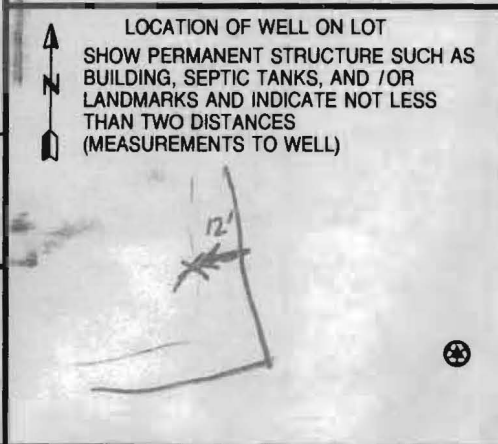 LOCATION OF WELL ON LOT
SHOW PERMANENT STRUCTURE SUCH AS
BUILDING, SEPTIC TANKS, AND / OR
LANDMARKS AND INDICATE NOT LESS
THAN TWO DISTANCES
(MEASUREMENTS TO WELL)
N
12'